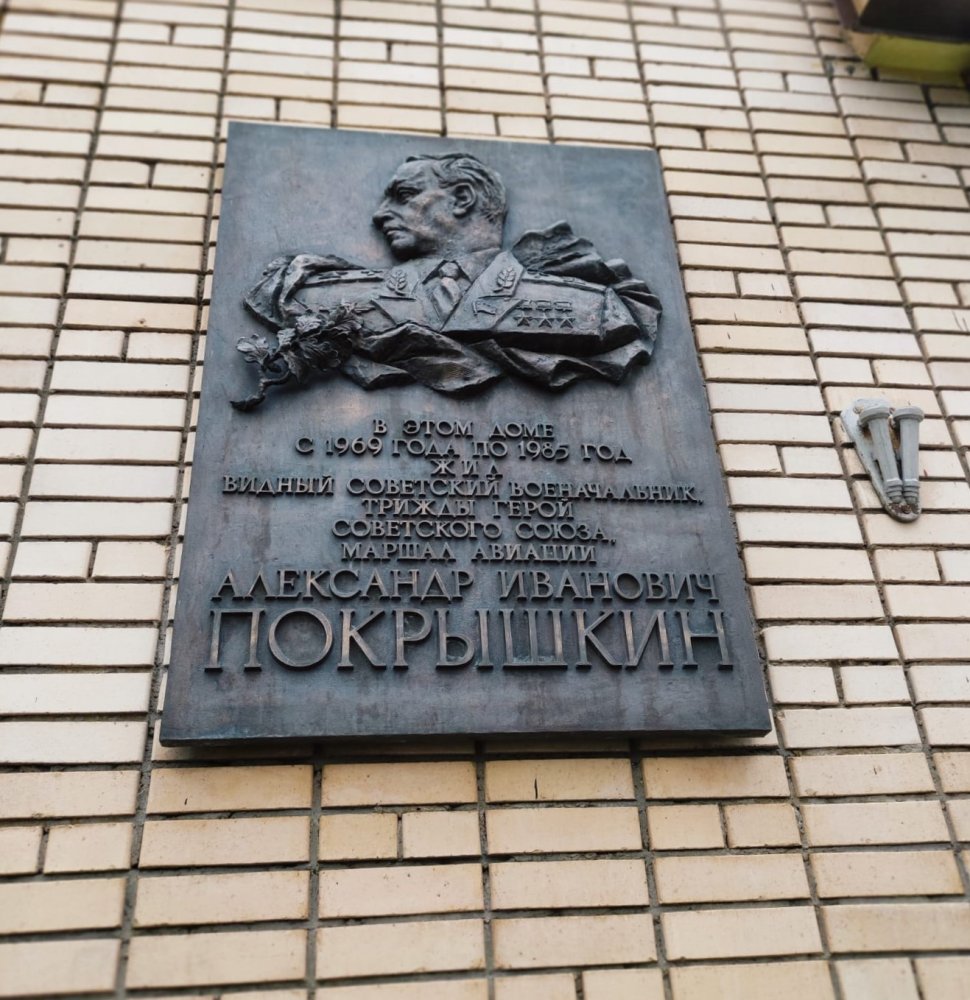 В ЭТОМ ДОМЕ
С 1969 ГОДА ПО 1985 ГОД
ЖИЛ
ВИДНЫЙ СОВЕТСКИЙ ВОЕНАЧАЛЬНИК,
ТРИЖДЫ ГЕРОЙ
СОВЕТСКОГО СОЮЗА,
МАРШАЛ АВИАЦИИ
АЛЕКСАНДР ИВАНОВИЧ
ПОКРЫШКИН